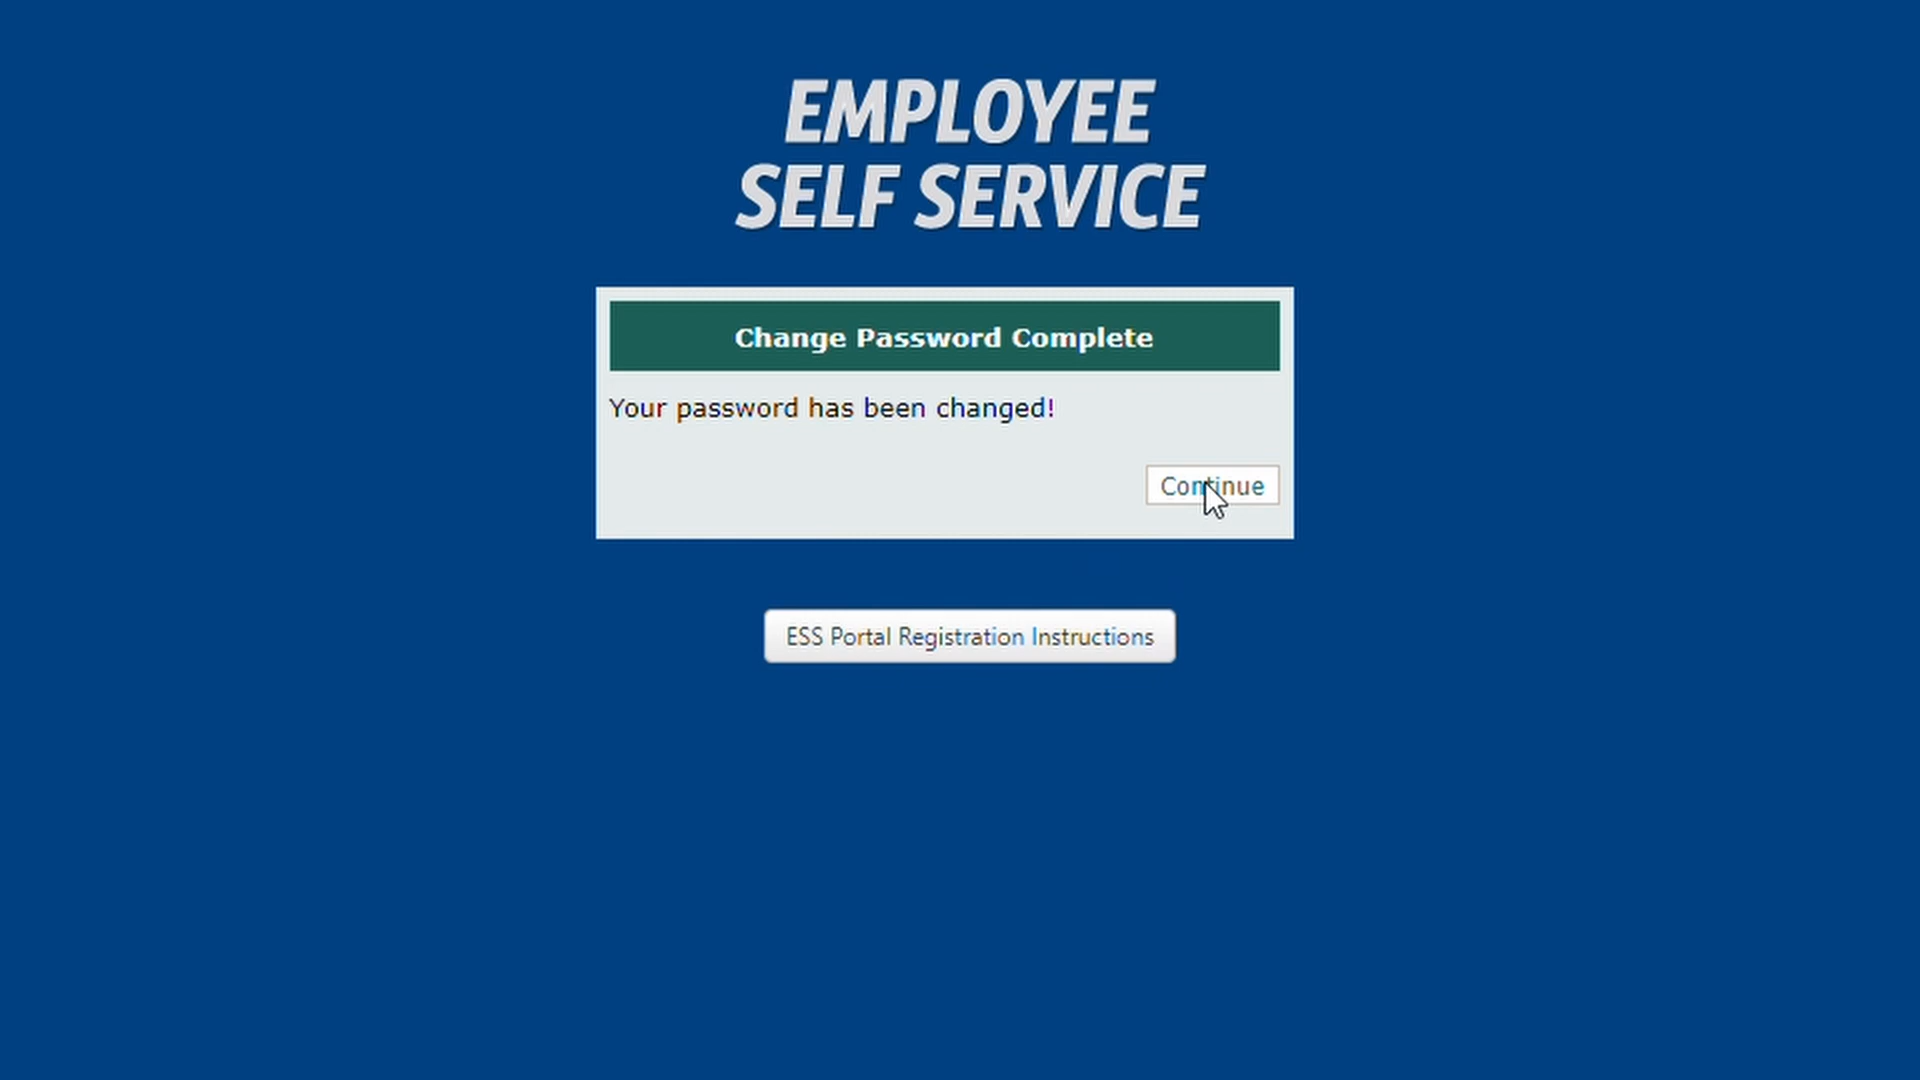 EMPLOYEE
SELF SERVICE
Change Password Complete
Your password has been changed!
Continue
ESS Portal Registration Instructions